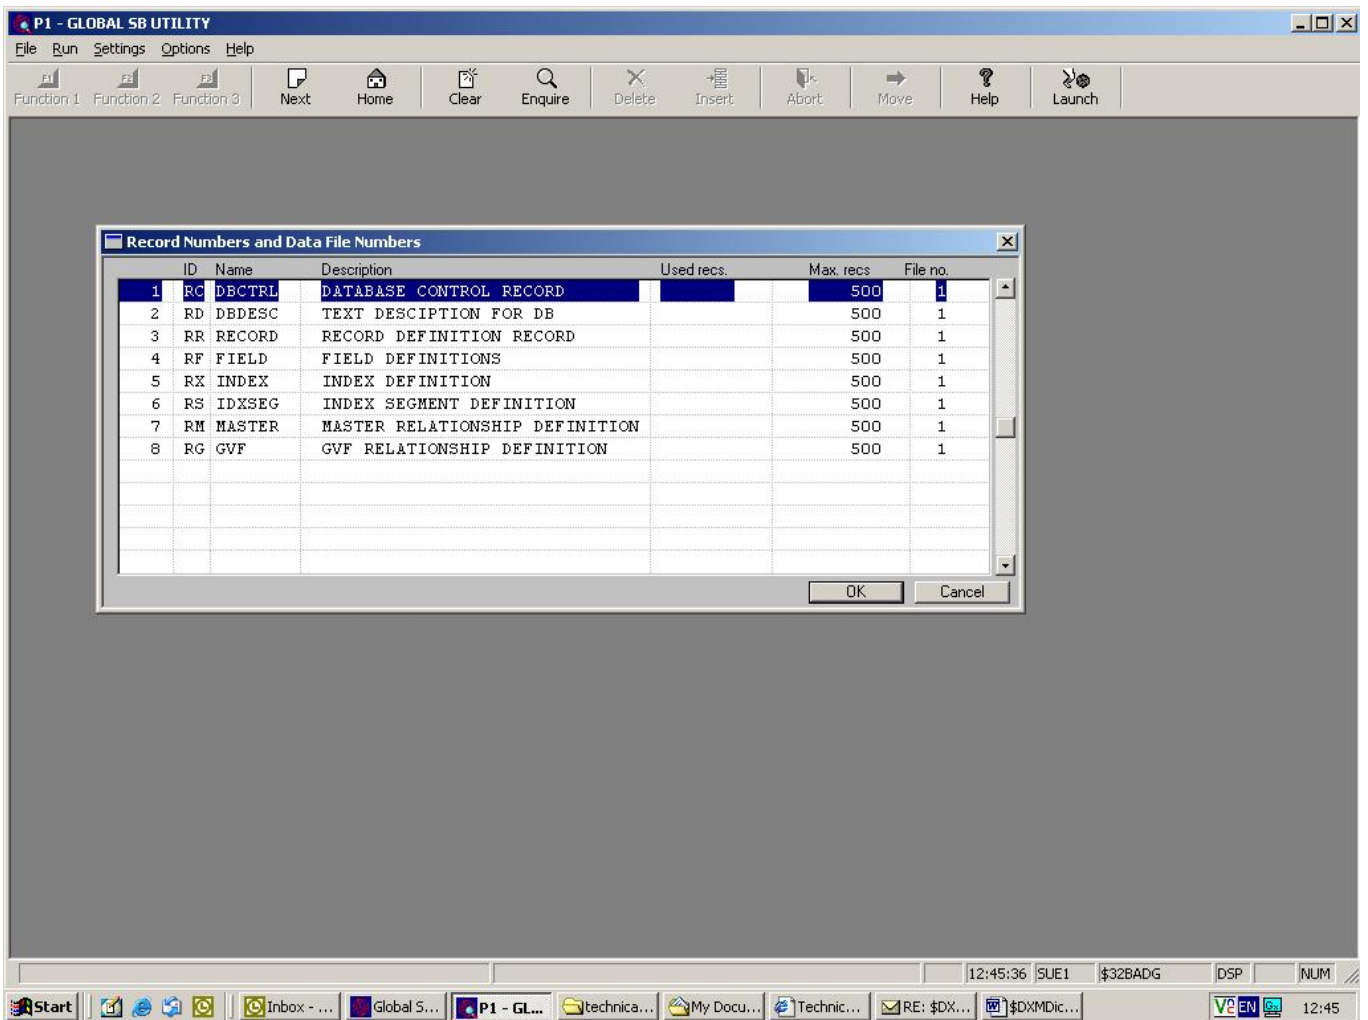 P1 - GLOBAL SB UTILITY
File Run Settings Options Help
F1 F2 F3
Function 1 Function 2 Function 3 Next Home Clear Enquire Delete Insert Abort Move Help Launch
Record Numbers and Data File Numbers
ID Name Description Used recs. Max. recs File no.
1 RC DBCTRL DATABASE CONTROL RECORD 500 1
2 RD DBDESC TEXT DESCIPTION FOR DB 500 1
3 RR RECORD RECORD DEFINITION RECORD 500 1
4 RF FIELD FIELD DEFINITIONS 500 1
5 RX INDEX INDEX DEFINITION 500 1
6 RS IDXSEG INDEX SEGMENT DEFINITION 500 1
7 RM MASTER MASTER RELATIONSHIP DEFINITION 500 1
8 RG GVF GVF RELATIONSHIP DEFINITION 500 1
OK Cancel
12:45:36 SUE1 $32BADG DSP NUM
Start Inbox - ... Global S... P1 - GL... technica... My Docu... Technic... RE: $DX... $DXMDic... EN 12:45